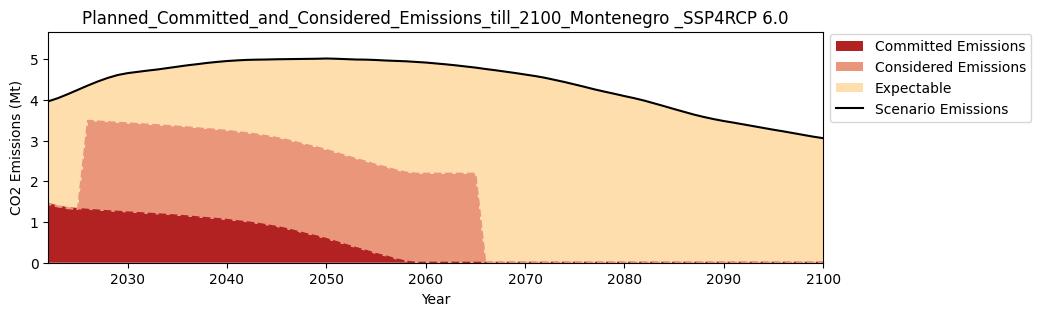 Planned_Committed_and_Considered_Emissions_till_2100_Montenegro _SSP4RCP 6.0
CO2 Emissions (Mt)
5
4
3
2
1
0
2030 2040 2050 2060 2070 2080 2090 2100
Year
Committed Emissions
Considered Emissions
Expectable
Scenario Emissions